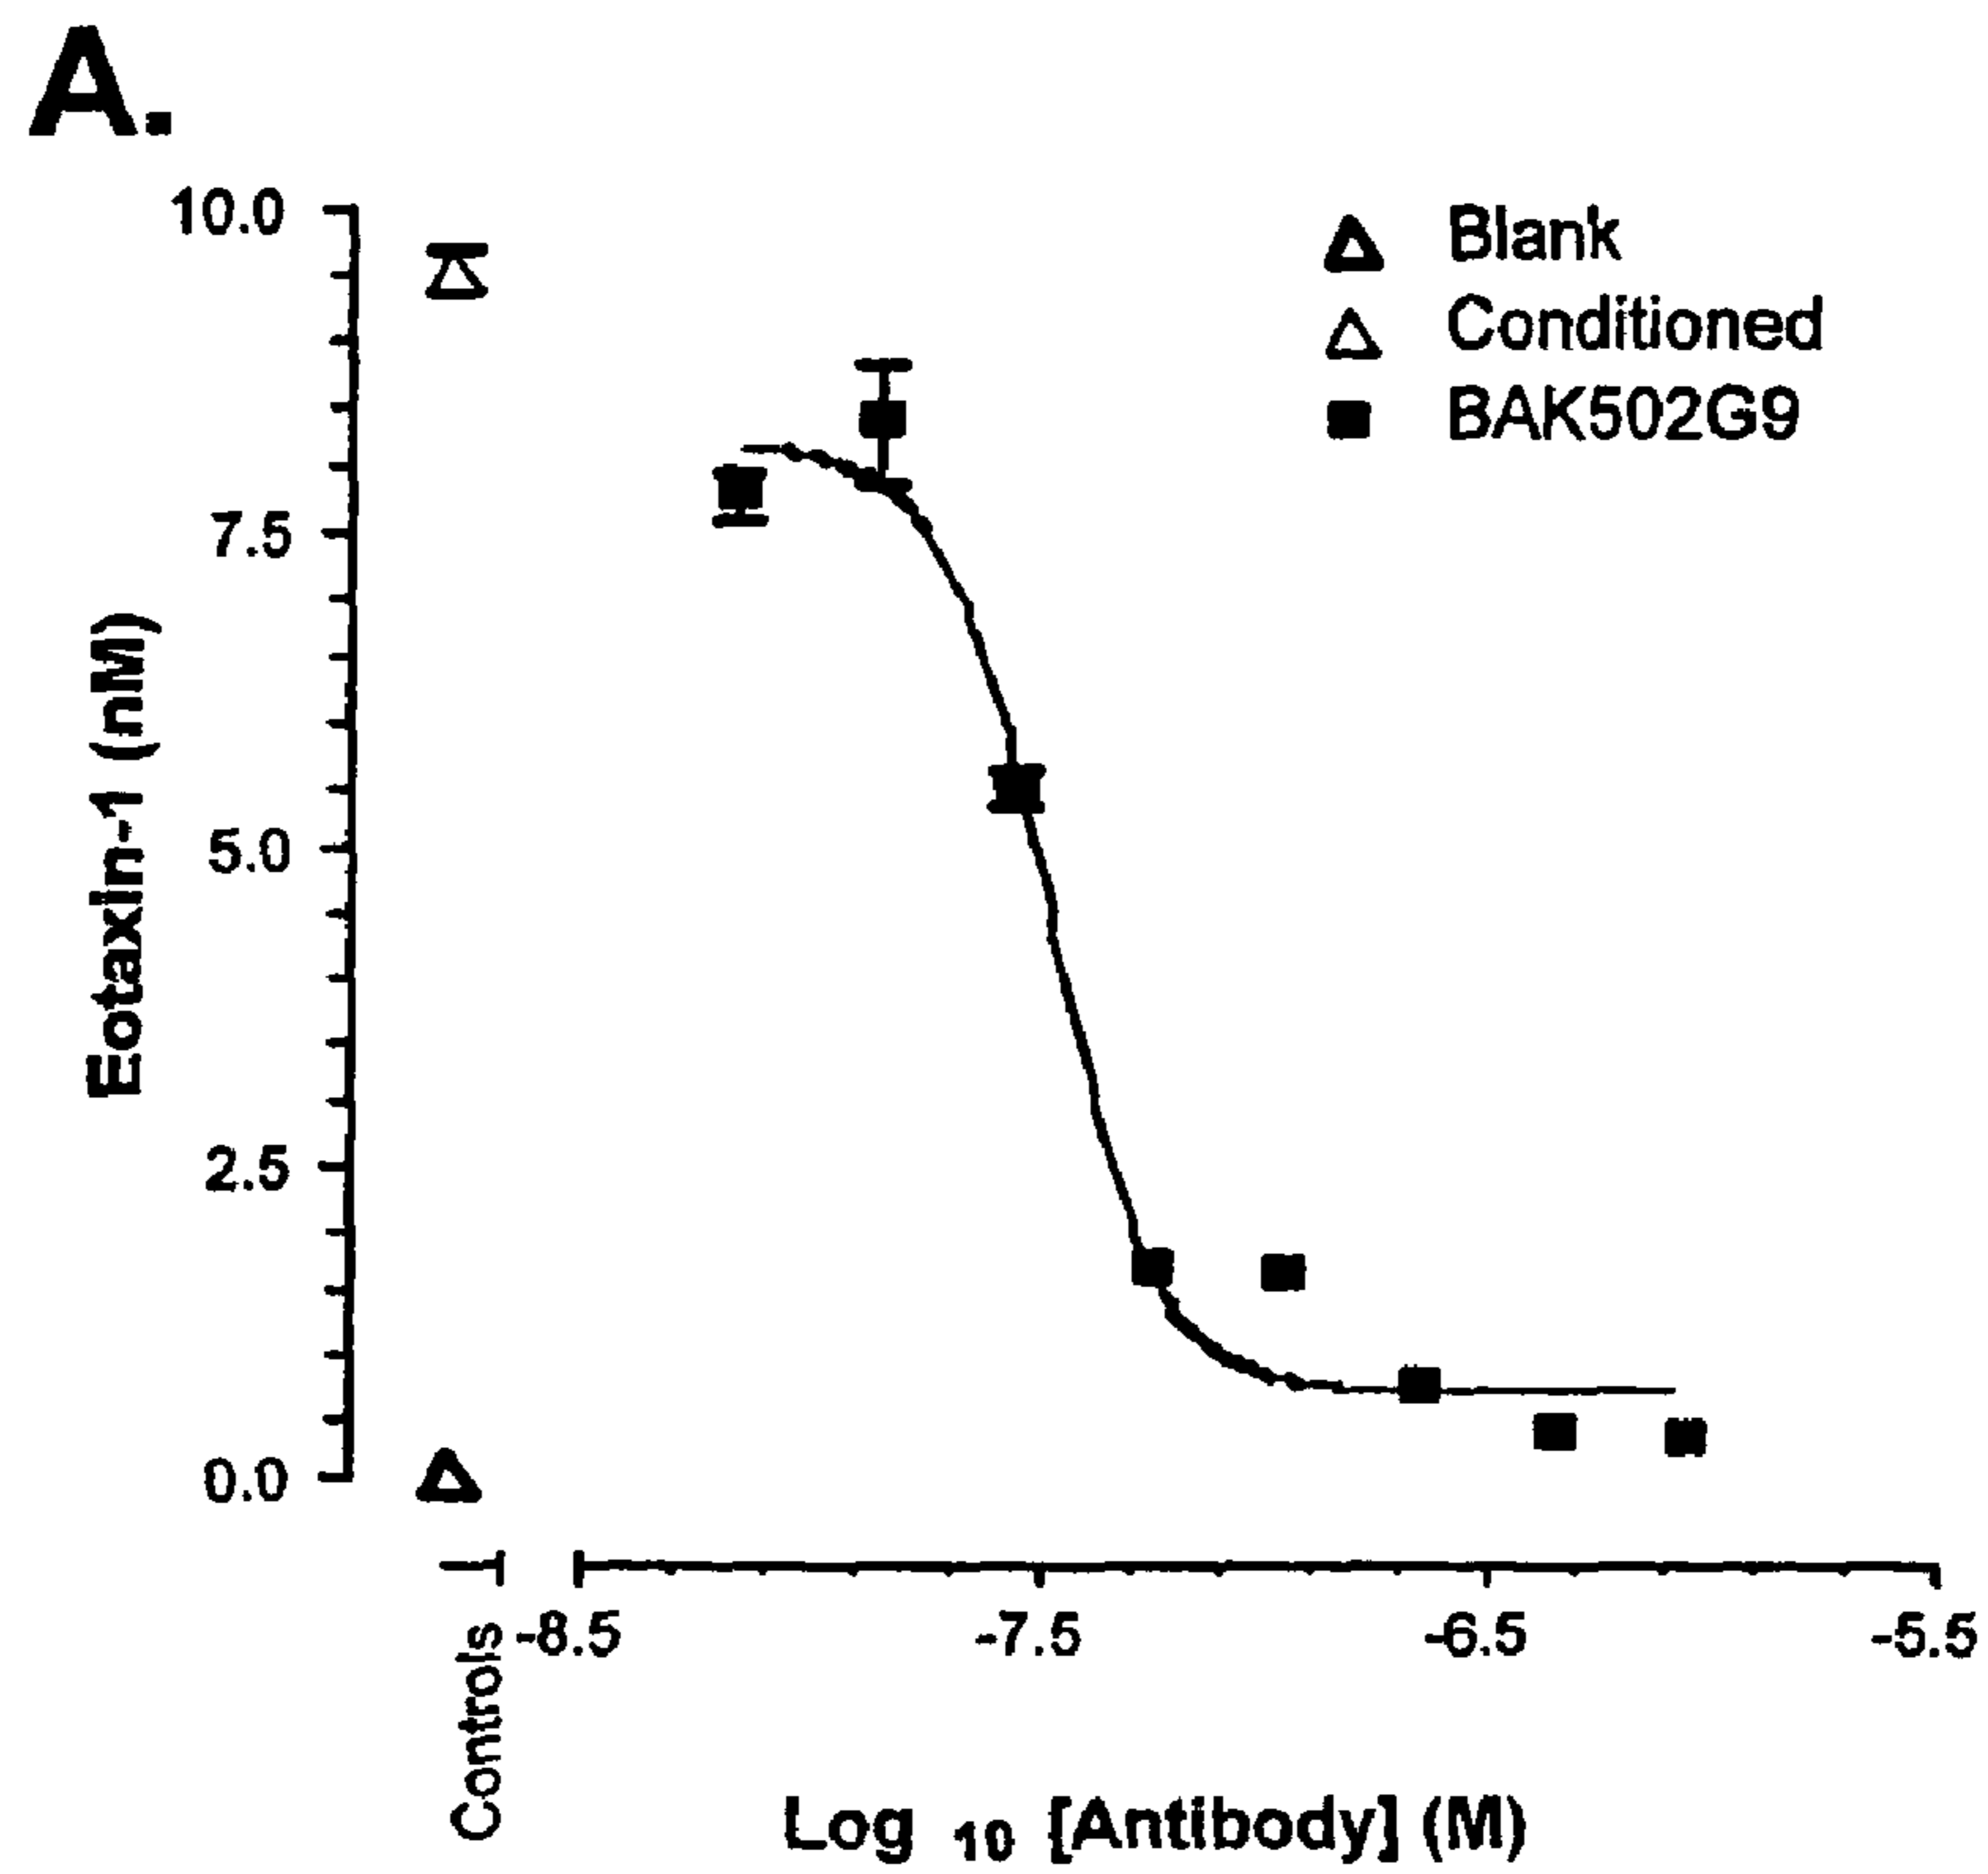 A.
10.0
7.5
5.0
2.5
0.0
Eotaxin-1 (nM)
Blank
Conditioned
BAK502G9
Controls
-8.5
-7.5
-6.5
-5.5
Log 10 [Antibody] (M)